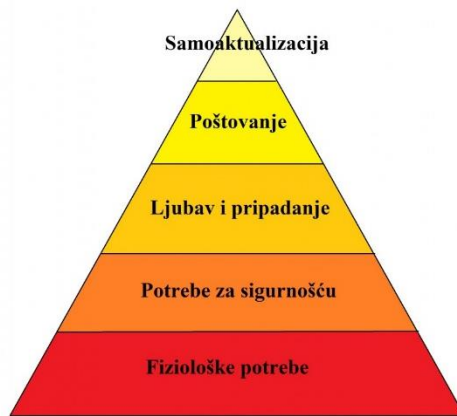 Samoaktualizacija
Poštovanje
Ljubav i pripadanje
Potrebe za sigurnošću
Fiziološke potrebe